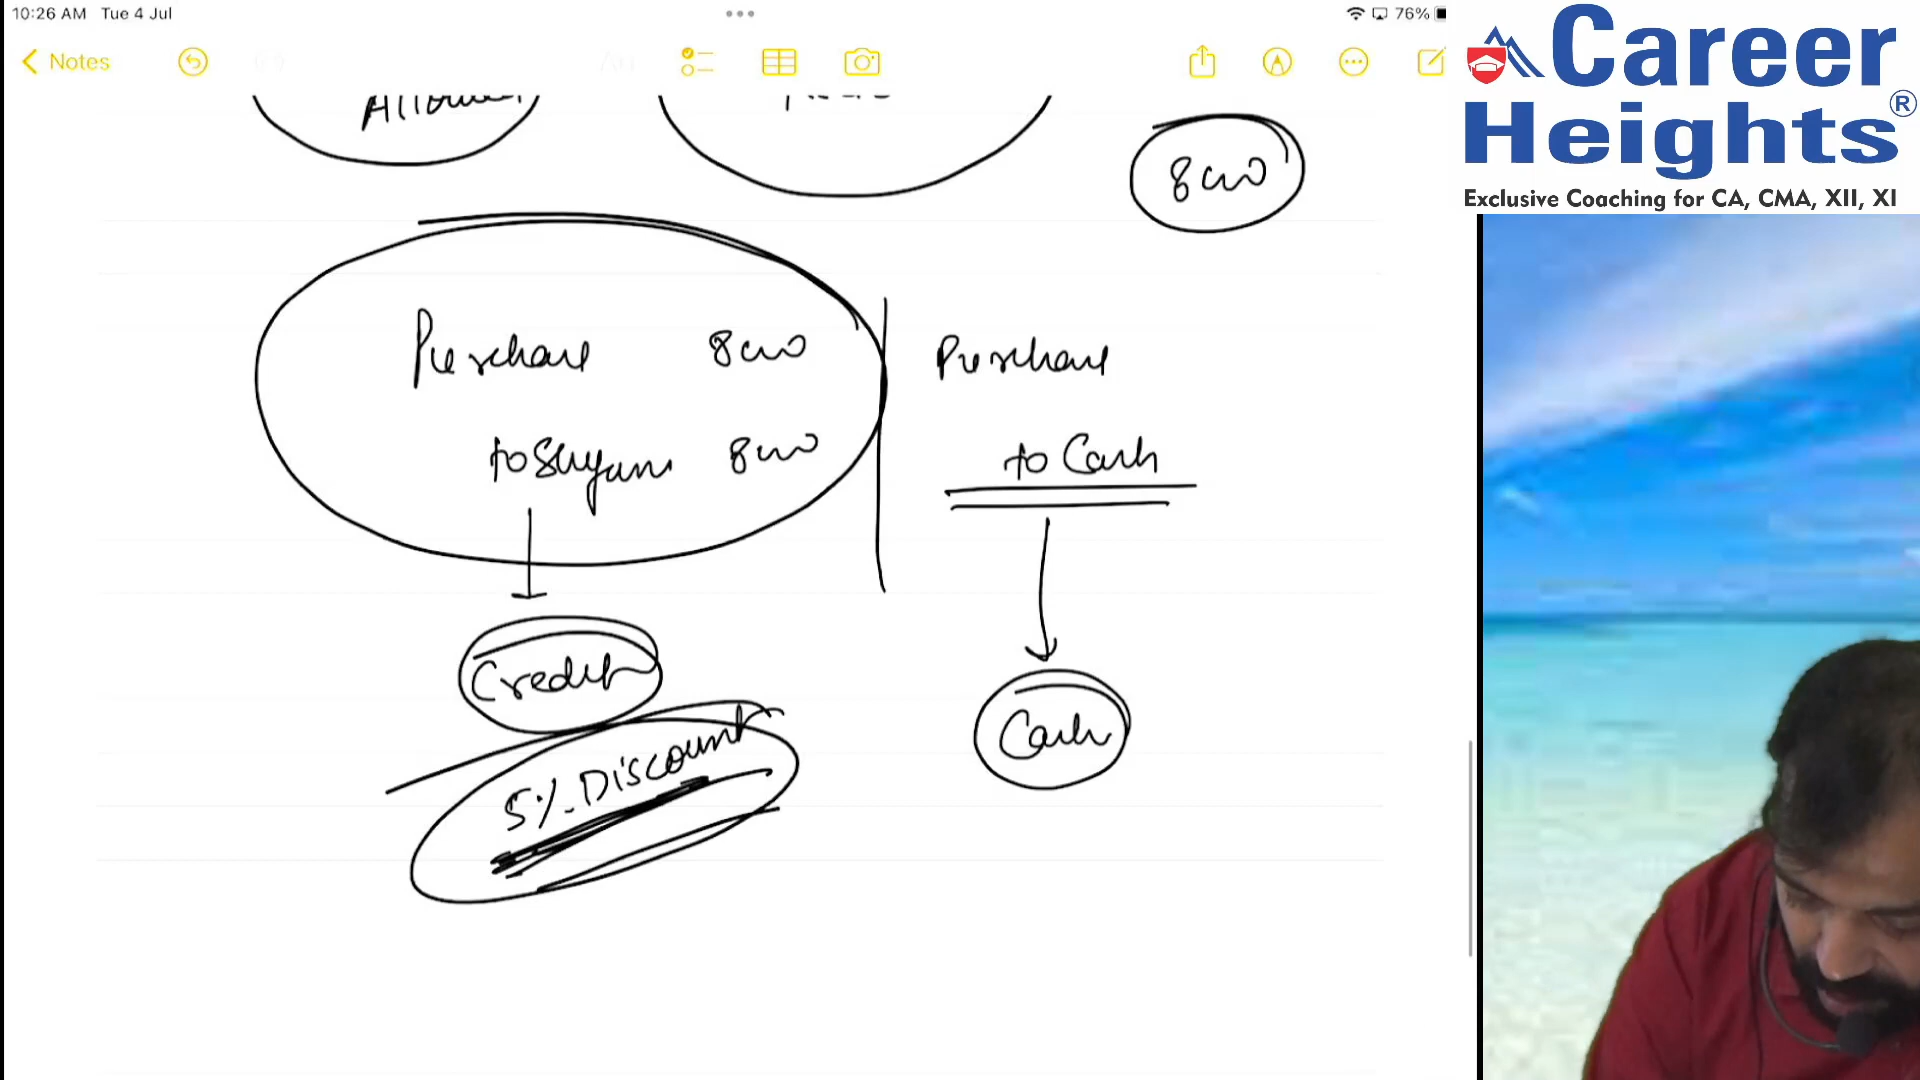 10:26 AM Tue 4 Jul
76%
Notes
Career
Heights®
Exclusive Coaching for CA, CMA, XII, XI
8000
Purchase 8000
to Shyam 8000
Purchase
to Cash
Credit
5% Discount
Cash